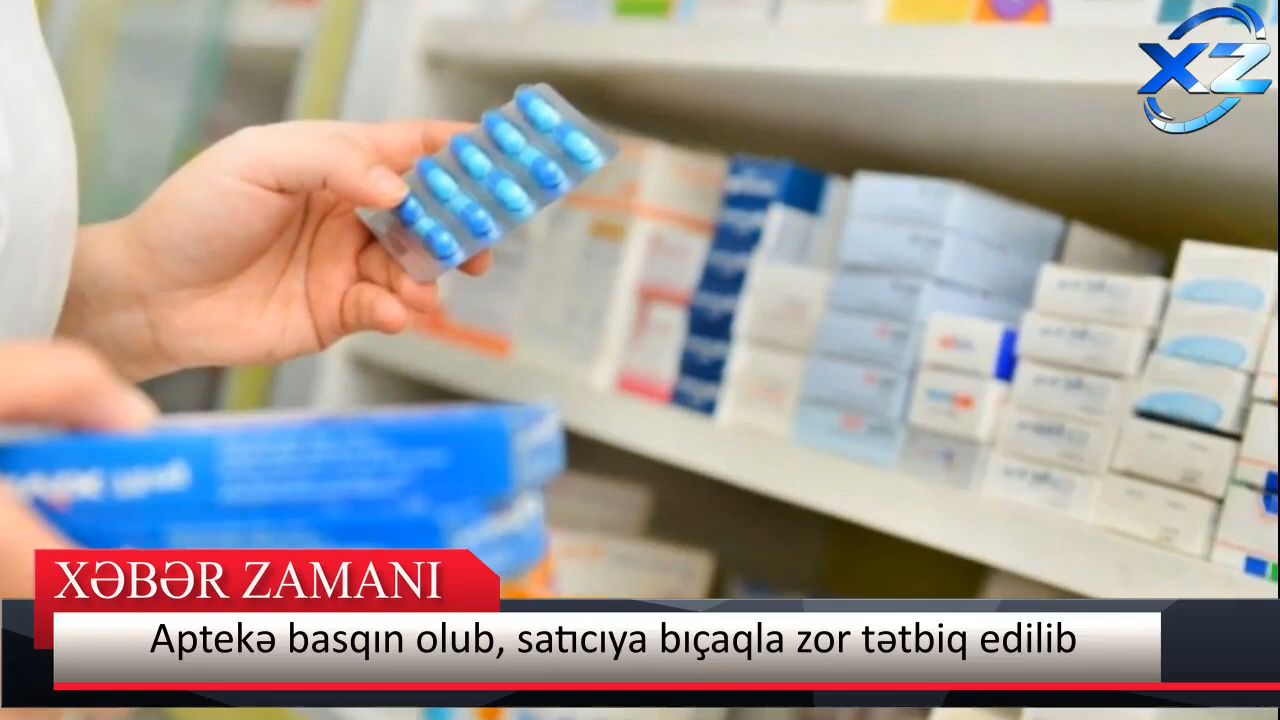 XZ
XƏBƏR ZAMANI
Aptekə basqın olub, satıcıya bıçaqla zor tətbiq edilib